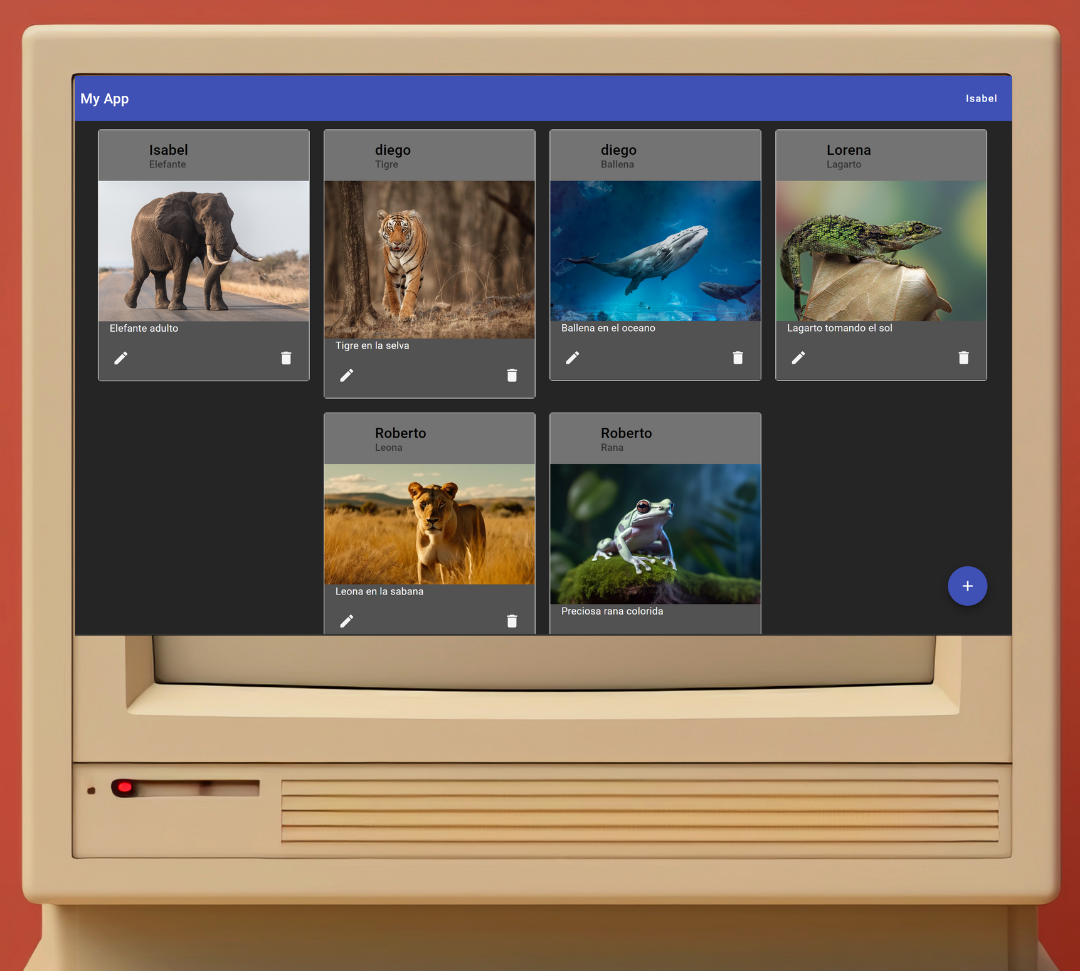 My App
Isabel
Isabel
Elefante
Elefante adulto
diego
Tigre
Tigre en la selva
diego
Ballena
Ballena en el oceano
Lorena
Lagarto
Lagarto tomando el sol
Roberto
Leona
Leona en la sabana
Roberto
Rana
Preciosa rana colorida
+